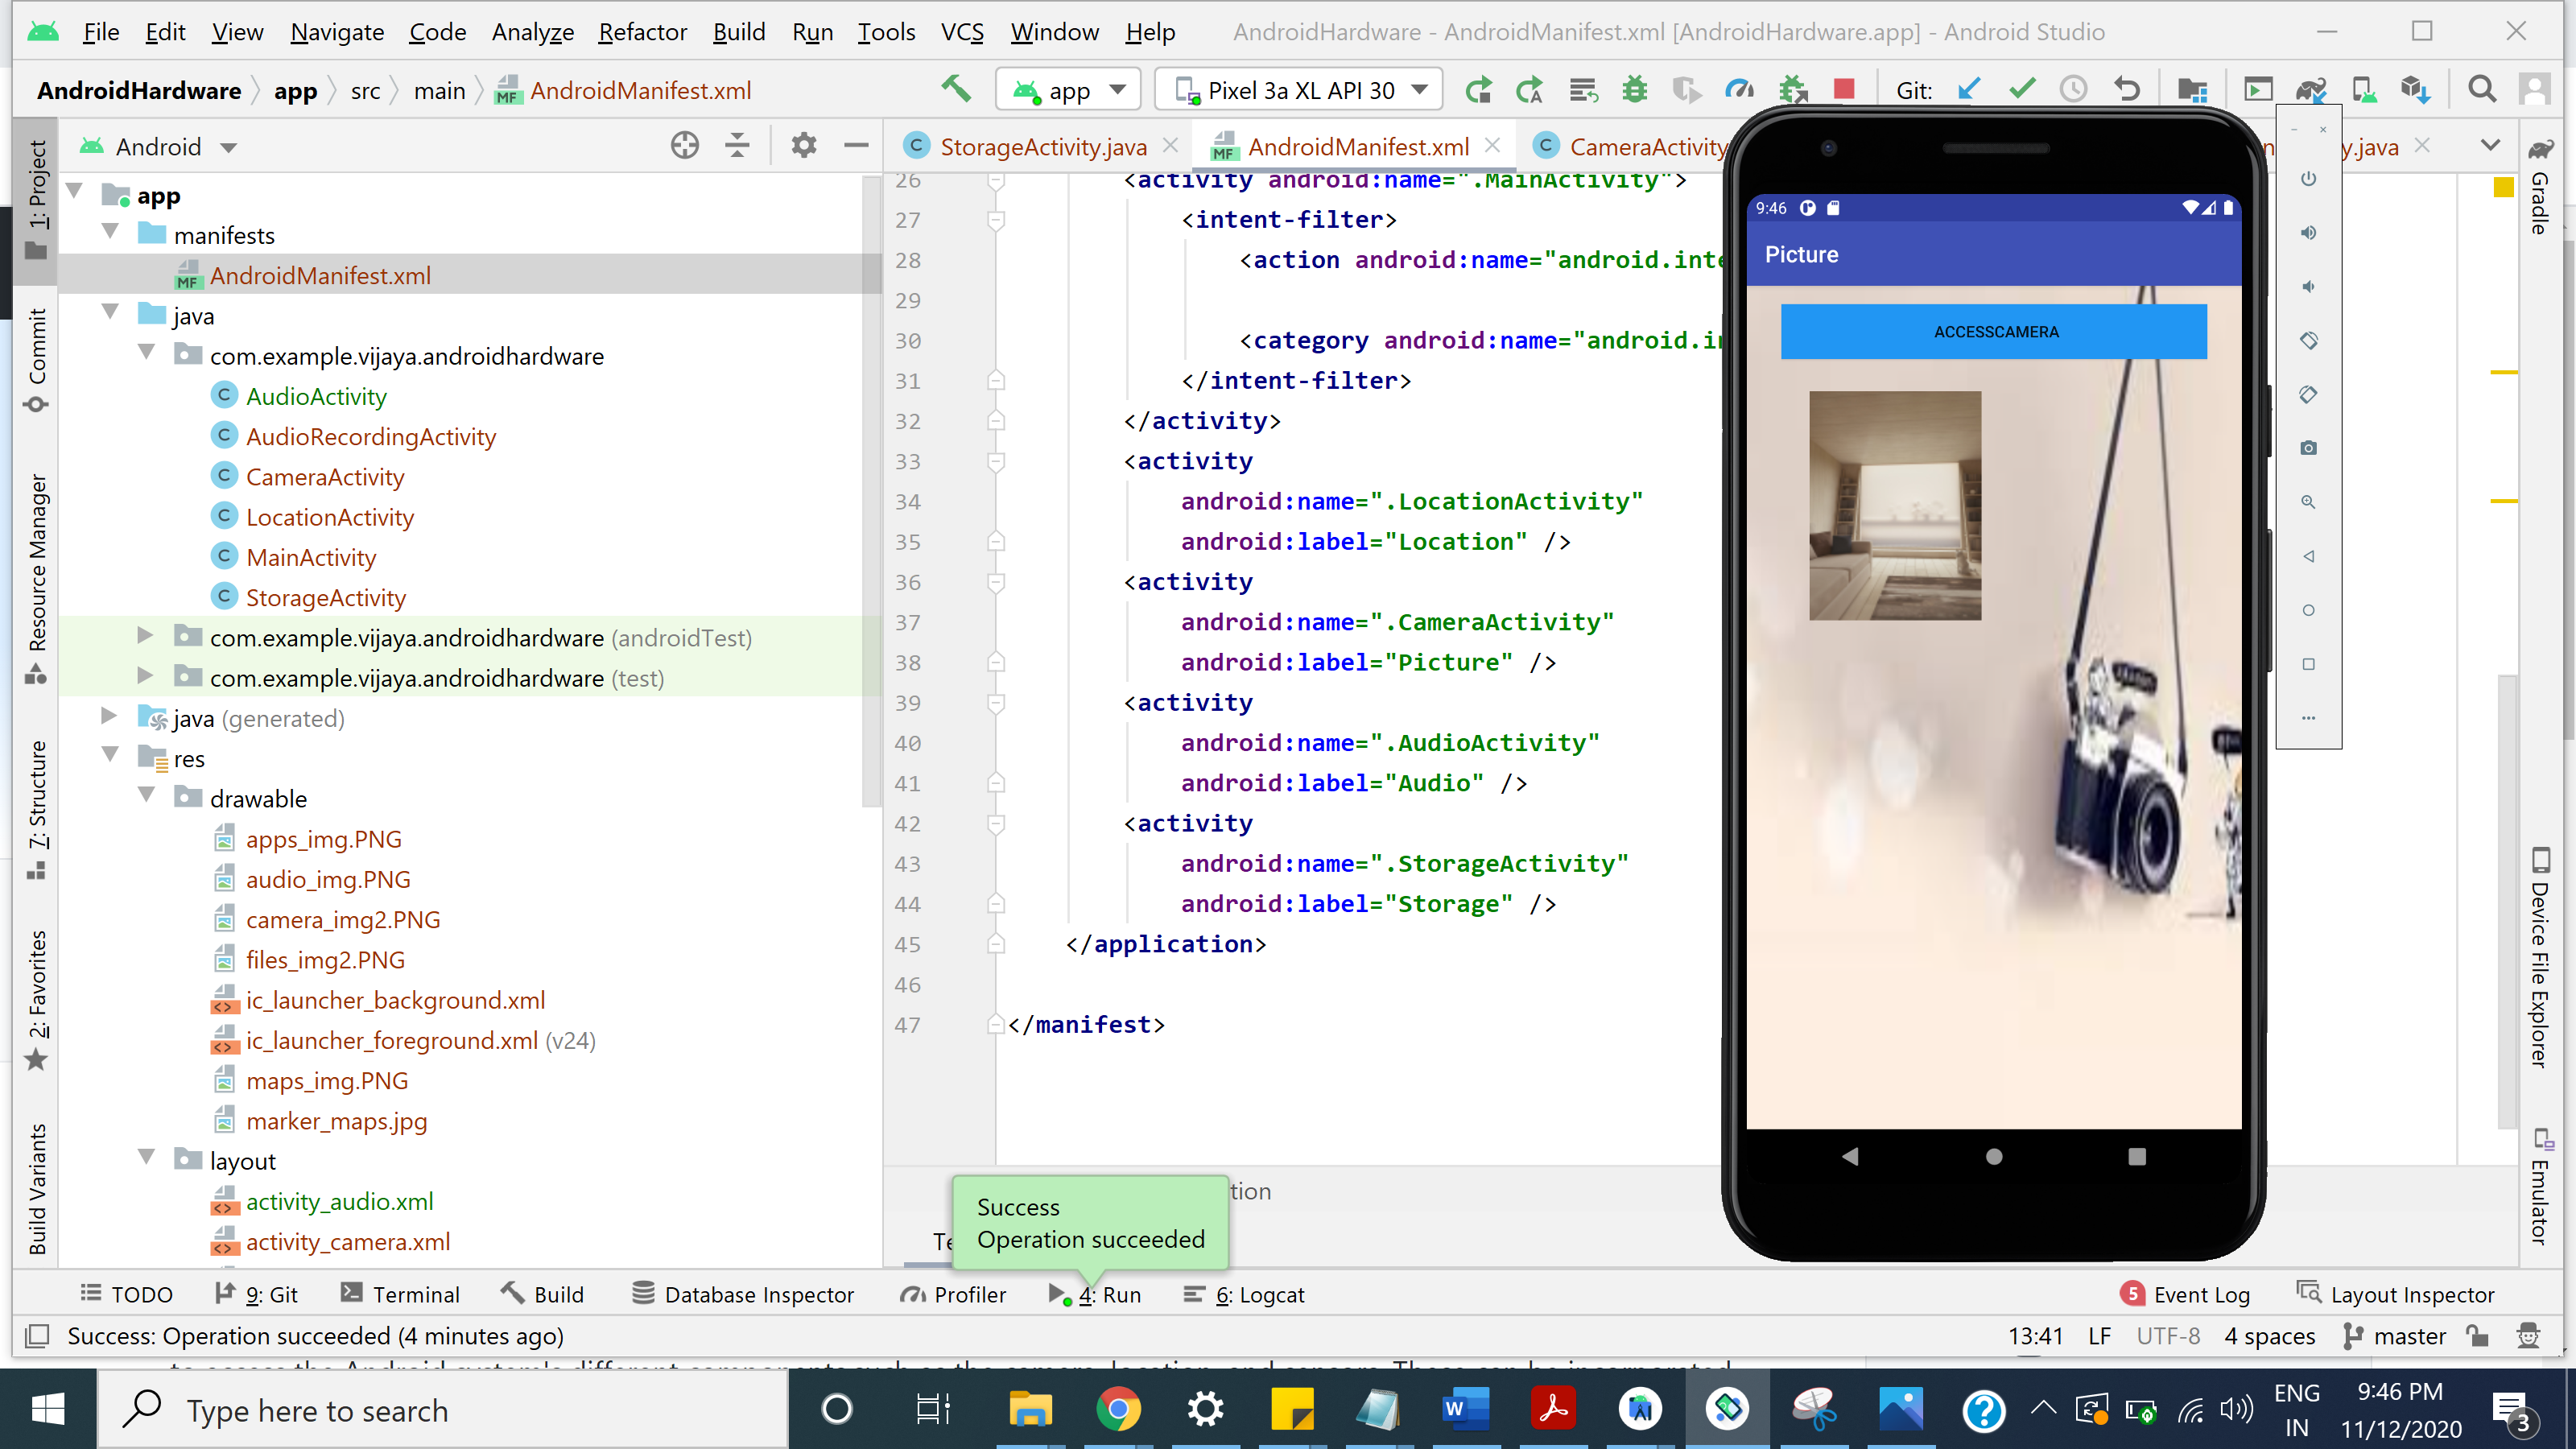 File Edit View Navigate Code Analyze Refactor Build Run Tools VCS Window Help AndroidHardware - AndroidManifest.xml [AndroidHardware.app] - Android Studio
AndroidHardware app src main AndroidManifest.xml app Pixel 3a XL API 30 Git:
Android
StorageActivity.java AndroidManifest.xml CameraActivity y.java
1: Project
Commit
Resource Manager
7: Structure
2: Favorites
Build Variants
app
manifests
AndroidManifest.xml
java
com.example.vijaya.androidhardware
AudioActivity
AudioRecordingActivity
CameraActivity
LocationActivity
MainActivity
StorageActivity
com.example.vijaya.androidhardware (androidTest)
com.example.vijaya.androidhardware (test)
java (generated)
res
drawable
apps_img.PNG
audio_img.PNG
camera_img2.PNG
files_img2.PNG
ic_launcher_background.xml
ic_launcher_foreground.xml (v24)
maps_img.PNG
marker_maps.jpg
layout
activity_audio.xml
activity_camera.xml
26 <activity android:name=".MainActivity">
27 <intent-filter>
28 <action android:name="android.inte
29
30 <category android:name="android.in
31 </intent-filter>
32 </activity>
33 <activity
34 android:name=".LocationActivity"
35 android:label="Location" />
36 <activity
37 android:name=".CameraActivity"
38 android:label="Picture" />
39 <activity
40 android:name=".AudioActivity"
41 android:label="Audio" />
42 <activity
43 android:name=".StorageActivity"
44 android:label="Storage" />
45 </application>
46
47 </manifest>
tion
Success
Operation succeeded
9:46
Picture
ACCESSCAMERA
Gradle
Device File Explorer
Emulator
TODO 9: Git Terminal Build Database Inspector Profiler 4: Run 6: Logcat 5 Event Log Layout Inspector
Success: Operation succeeded (4 minutes ago) 13:41 LF UTF-8 4 spaces master
Type here to search
ENG
IN
9:46 PM
11/12/2020
3